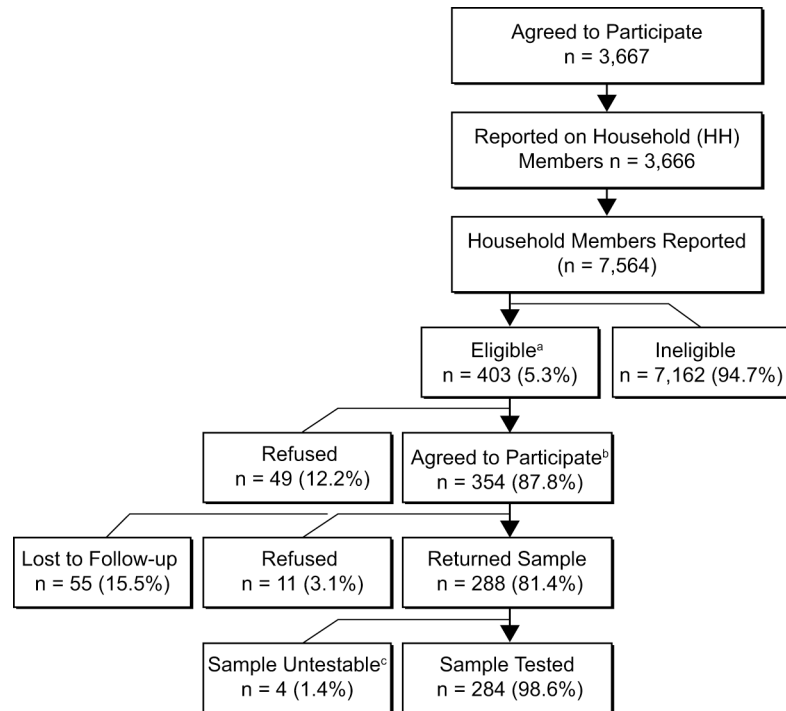 Agreed to Participate
n = 3,667
Reported on Household (HH)
Members n = 3,666
Household Members Reported
(n = 7,564)
Eligibleᵃ
n = 403 (5.3%)
Ineligible
n = 7,162 (94.7%)
Refused
n = 49 (12.2%)
Agreed to Participateᵇ
n = 354 (87.8%)
Lost to Follow-up
n = 55 (15.5%)
Refused
n = 11 (3.1%)
Returned Sample
n = 288 (81.4%)
Sample Untestableᶜ
n = 4 (1.4%)
Sample Tested
n = 284 (98.6%)